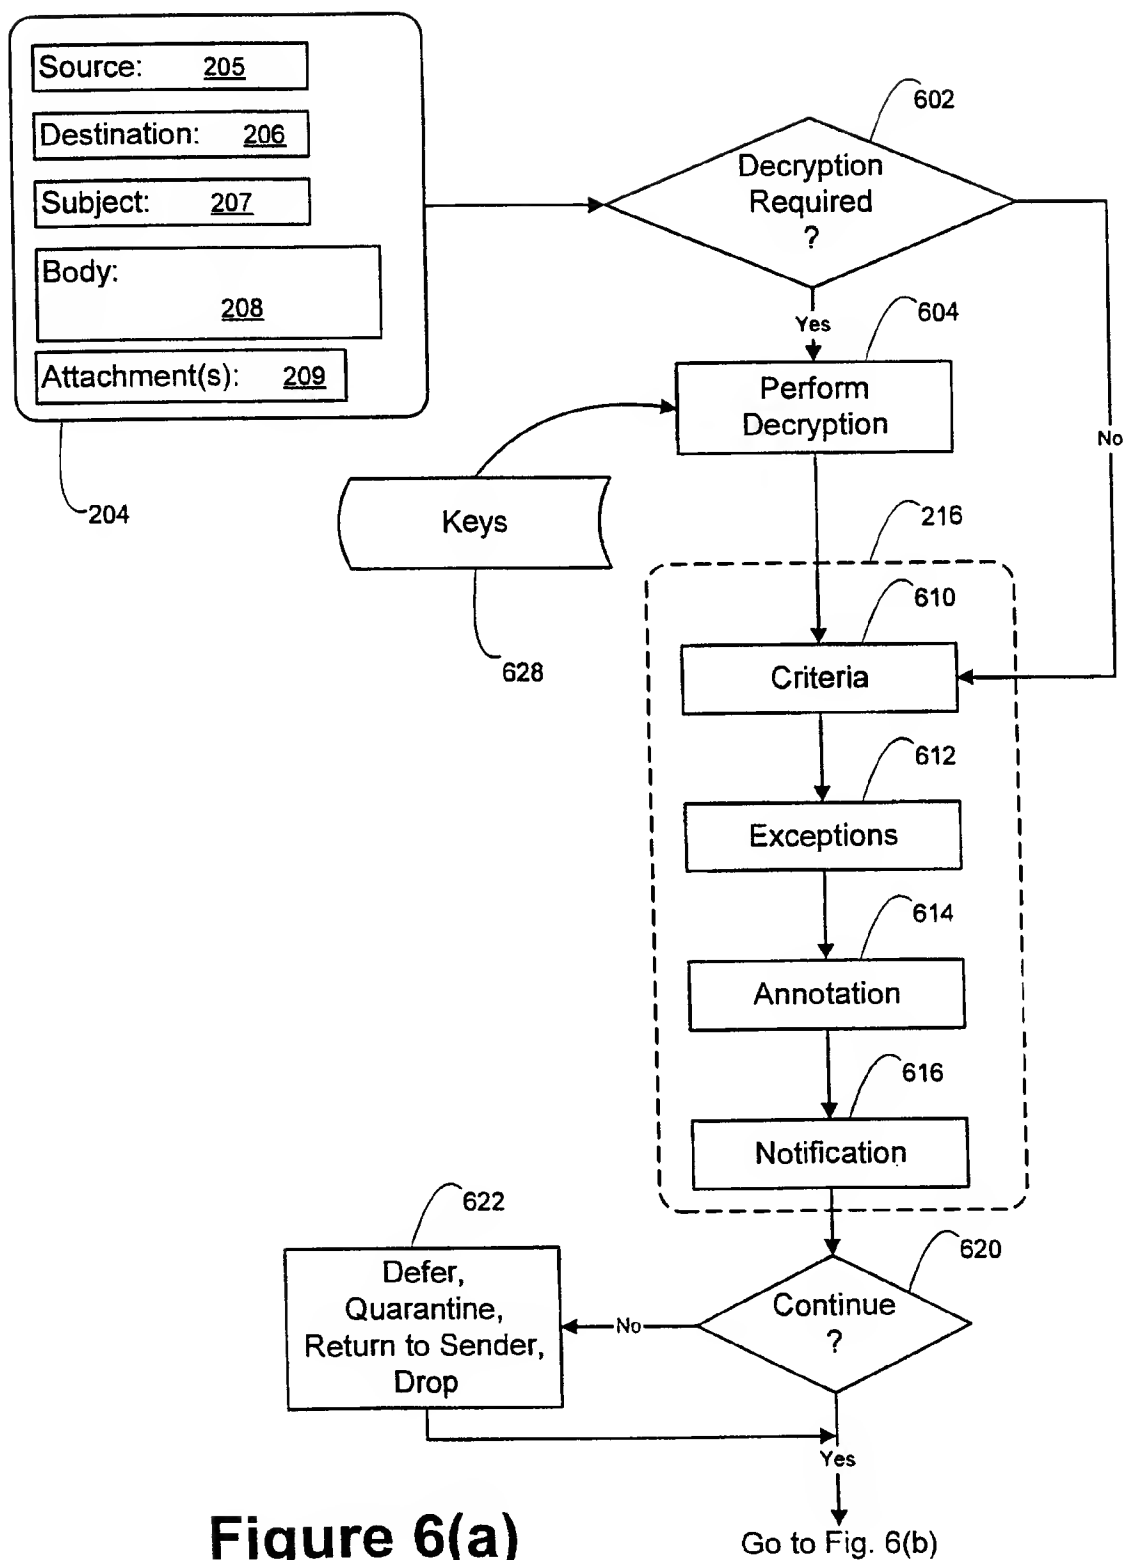 Source: 205
Destination: 206
Subject: 207
Body:
208
Attachment(s): 209
204
602
Decryption
Required
?
Yes
No
604
Perform
Decryption
Keys
628
216
610
Criteria
612
Exceptions
614
Annotation
616
Notification
620
Continue
?
No
622
Defer,
Quarantine,
Return to Sender,
Drop
Yes
Go to Fig. 6(b)
Figure 6(a)